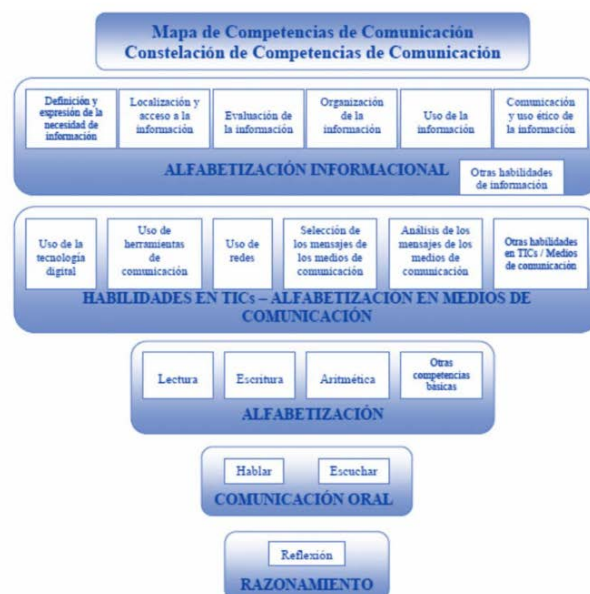 Mapa de Competencias de Comunicación
Constelación de Competencias de Comunicación
Definición y
expresión de la
necesidad de
información
Localización y
acceso a la
información
Evaluación de
la información
Organización
de la
información
Uso de la
información
Comunicación
y uso ético de
la información
ALFABETIZACIÓN INFORMACIONAL
Otras habilidades
de información
Uso de la
tecnología
digital
Uso de
herramientas
de
comunicación
Uso de
redes
Selección de
los mensajes de
los medios de
comunicación
Análisis de los
mensajes de los
medios de
comunicación
Otras habilidades
en TICs / Medios
de comunicación
HABILIDADES EN TICs – ALFABETIZACIÓN EN MEDIOS DE
COMUNICACIÓN
Lectura
Escritura
Aritmética
Otras
competencias
básicas
ALFABETIZACIÓN
Hablar
Escuchar
COMUNICACIÓN ORAL
Reflexión
RAZONAMIENTO